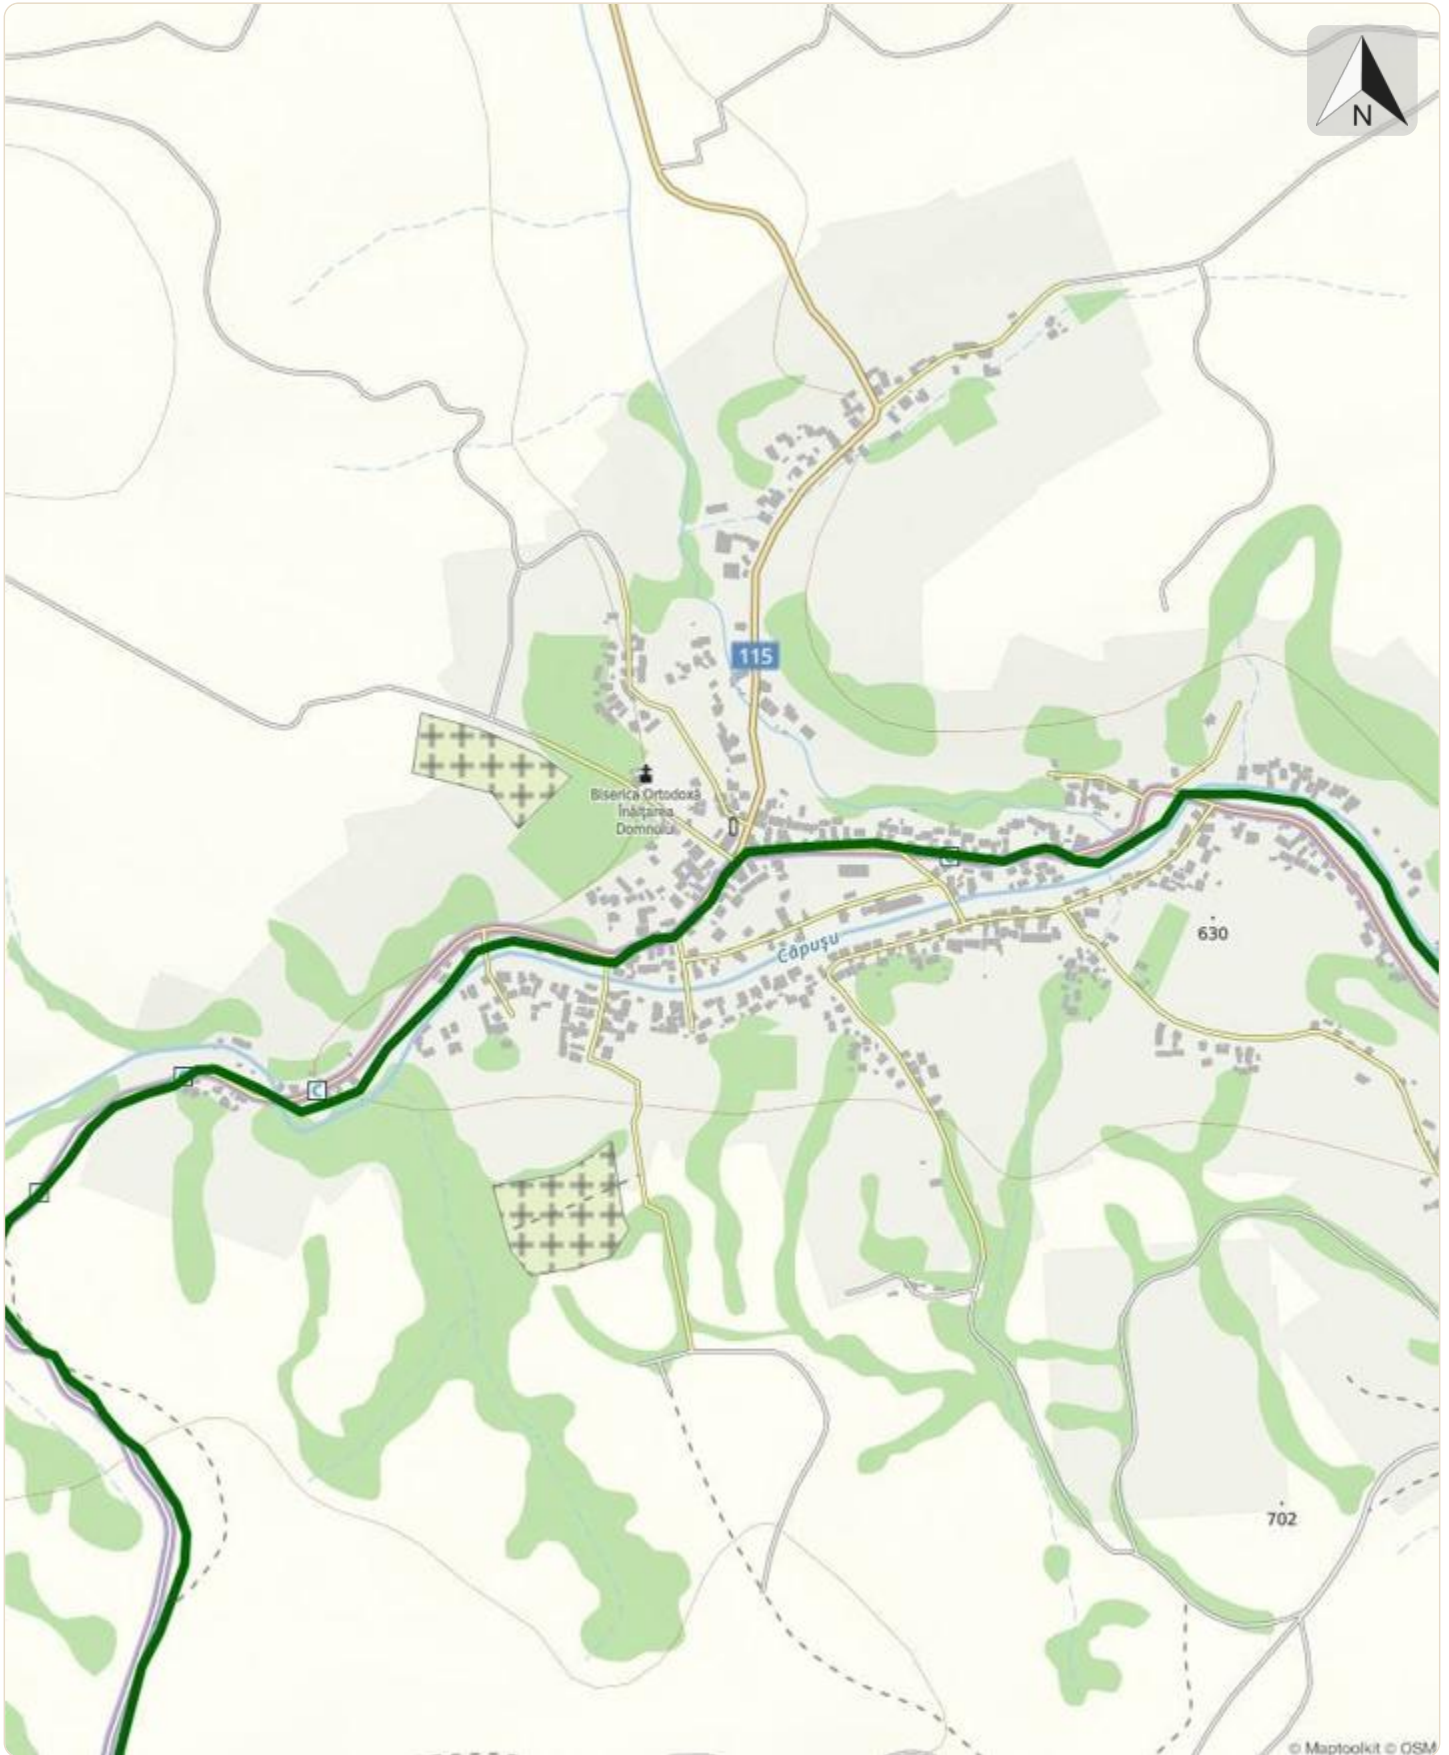 N
115
Biserica Ortodoxă
Înălțarea
Domnului
630
Căpușu
C
702
© Maptoolkit © OSM